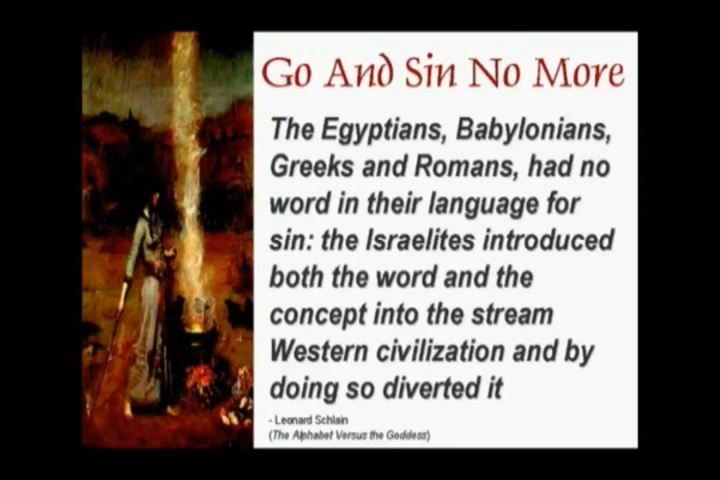 Go And Sin No More
The Egyptians, Babylonians,
Greeks and Romans, had no
word in their language for
sin: the Israelites introduced
both the word and the
concept into the stream
Western civilization and by
doing so diverted it
- Leonard Schlain
(The Alphabet Versus the Goddess)